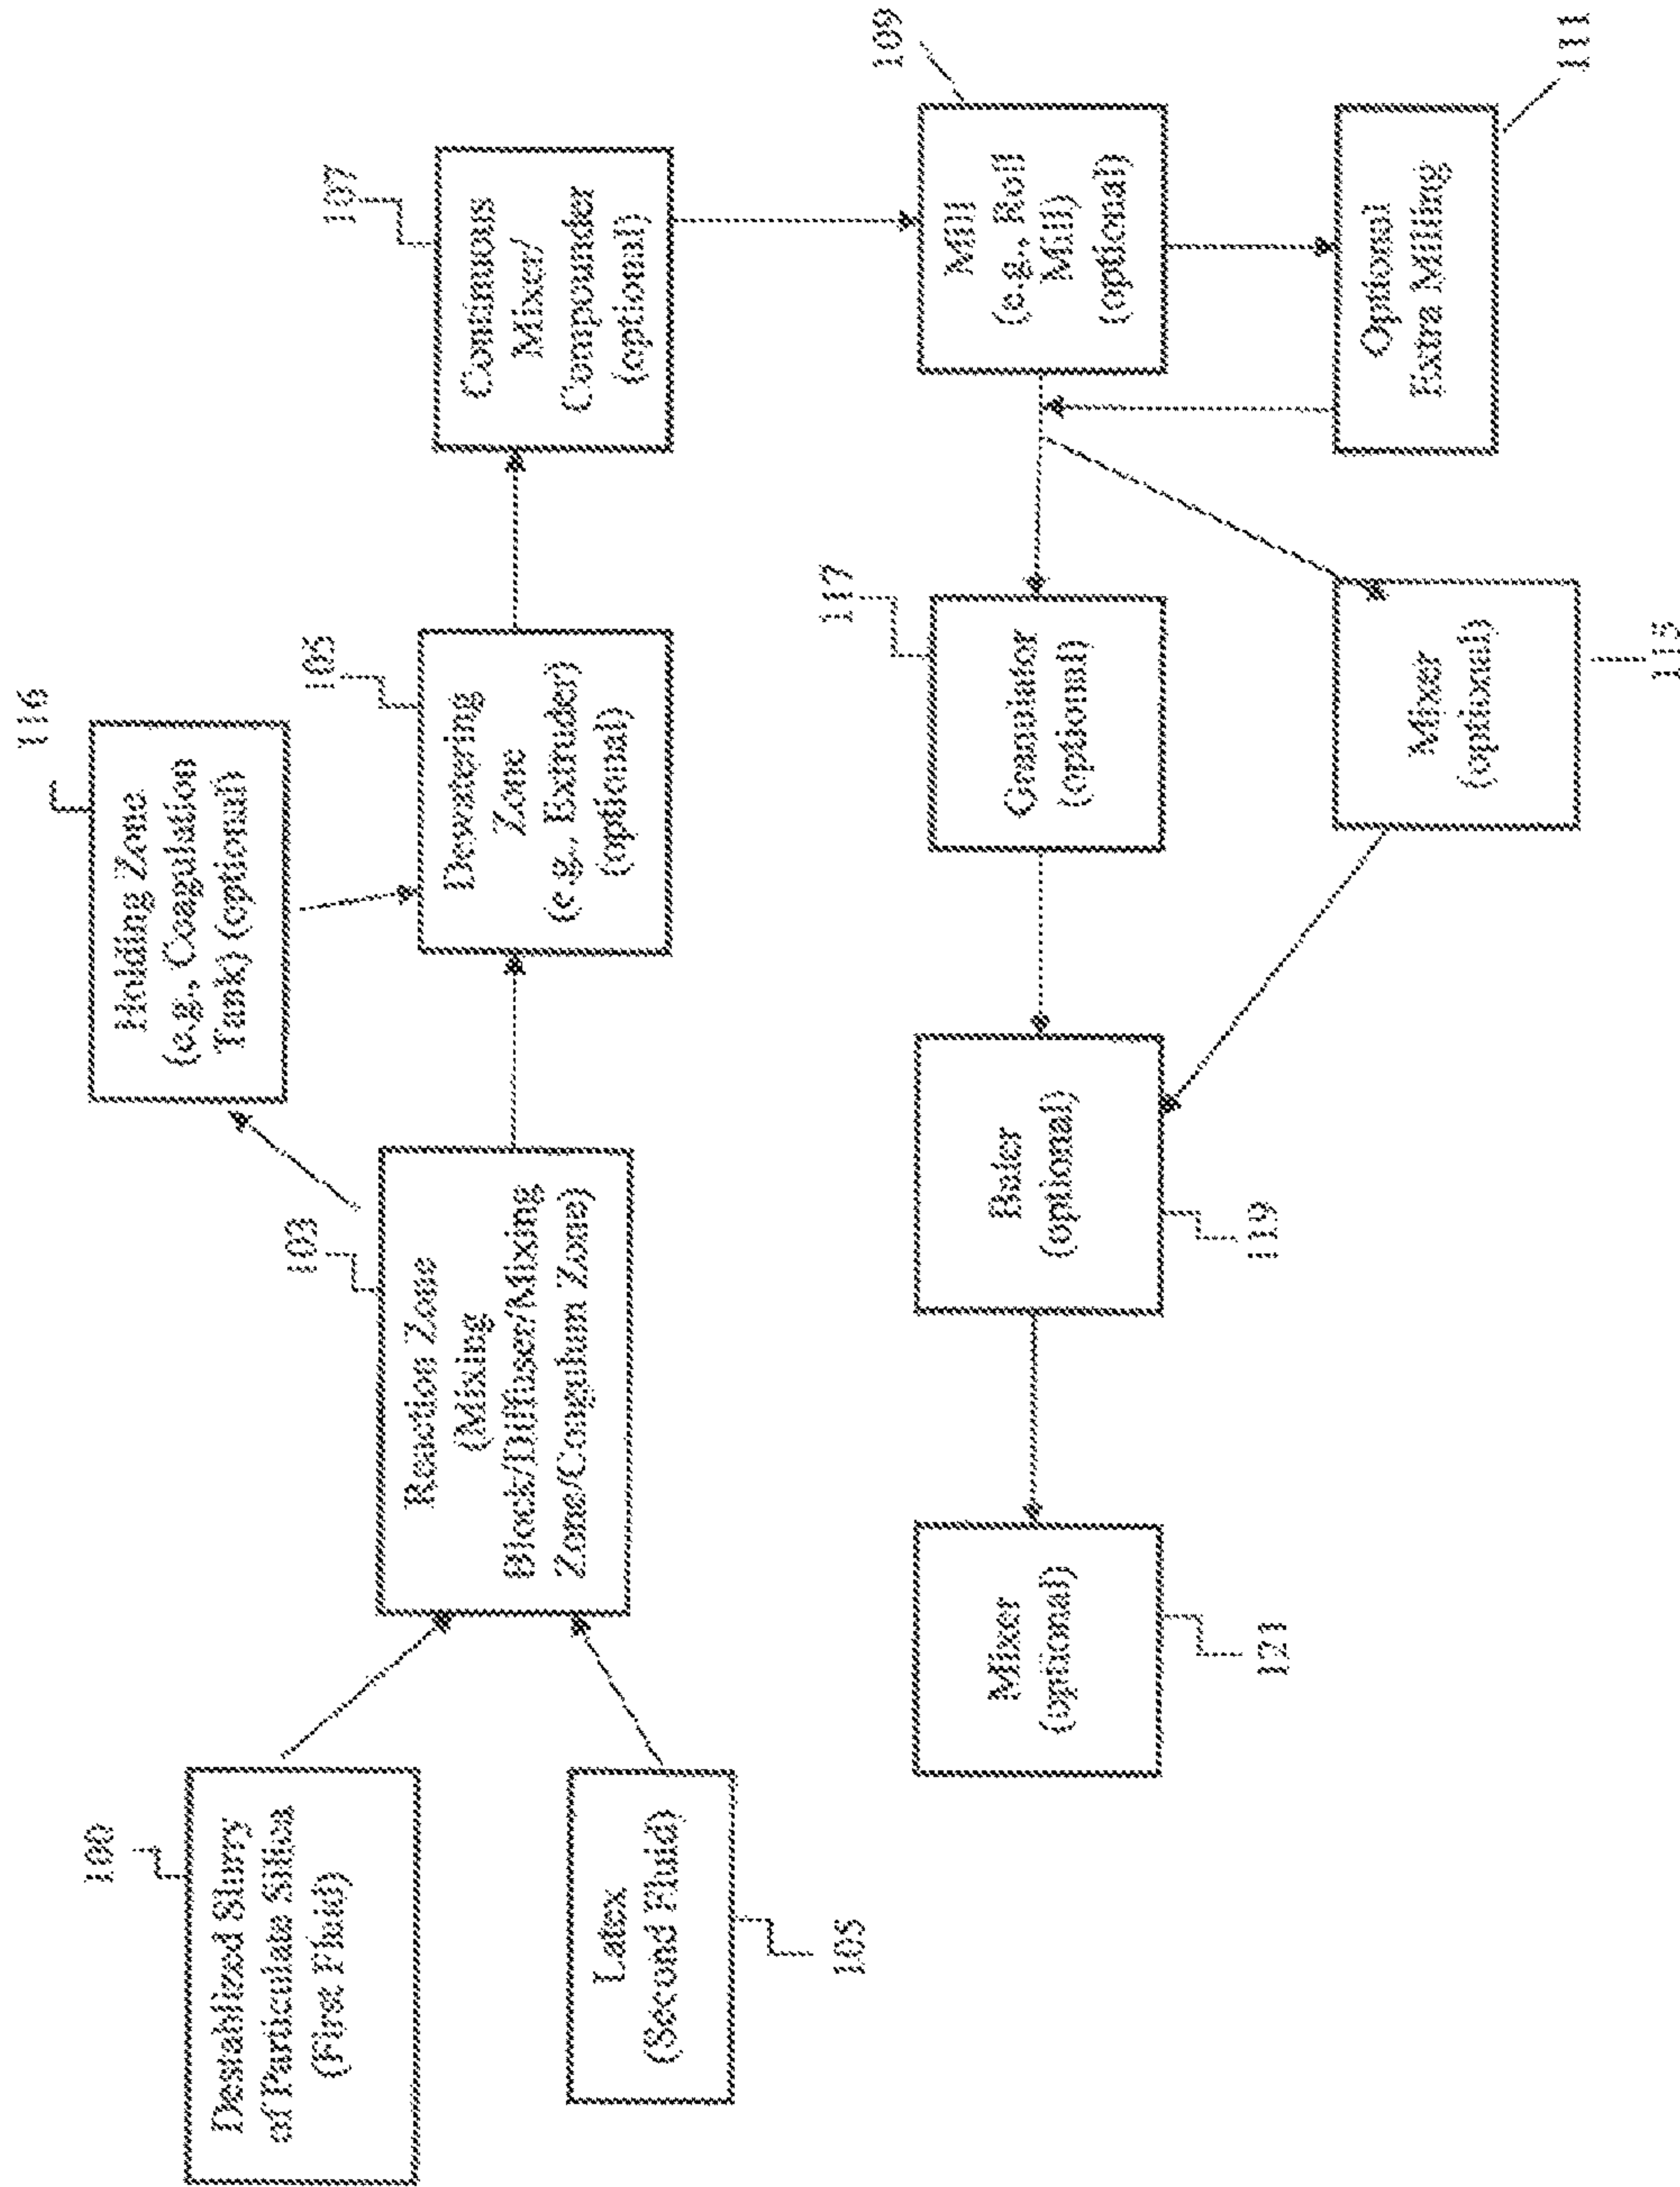 100
Destabilized Slurry
of Particulate Silica
(First Fluid)
Latex
(Second Fluid)
105
103
Reaction Zone
(Mixing
Block/Diffuser/Mixing
Zone/Coagulum Zone)
116
Holding Zone
(e.g., Coagulation
Tank) (optional)
105
Dewatering
Zone
(e.g., Extruder)
(optional)
107
Continuous
Mixer/
Compounder
(optional)
109
Mill
(e.g., Roll
Mill)
(optional)
Optional
Extra Milling
111
117
Granulator
(optional)
Mixer
(optional)
115
Baler
(optional)
119
Mixer
(optional)
121